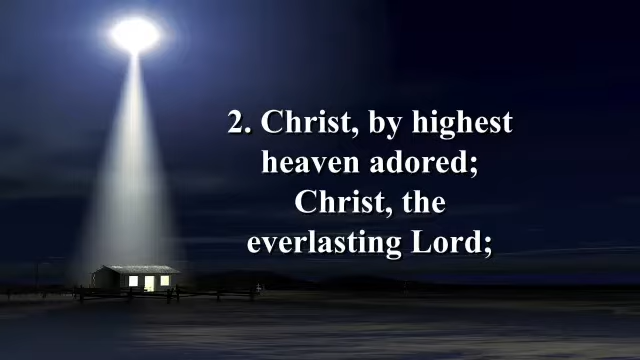 2. Christ, by highest
heaven adored;
Christ, the
everlasting Lord;